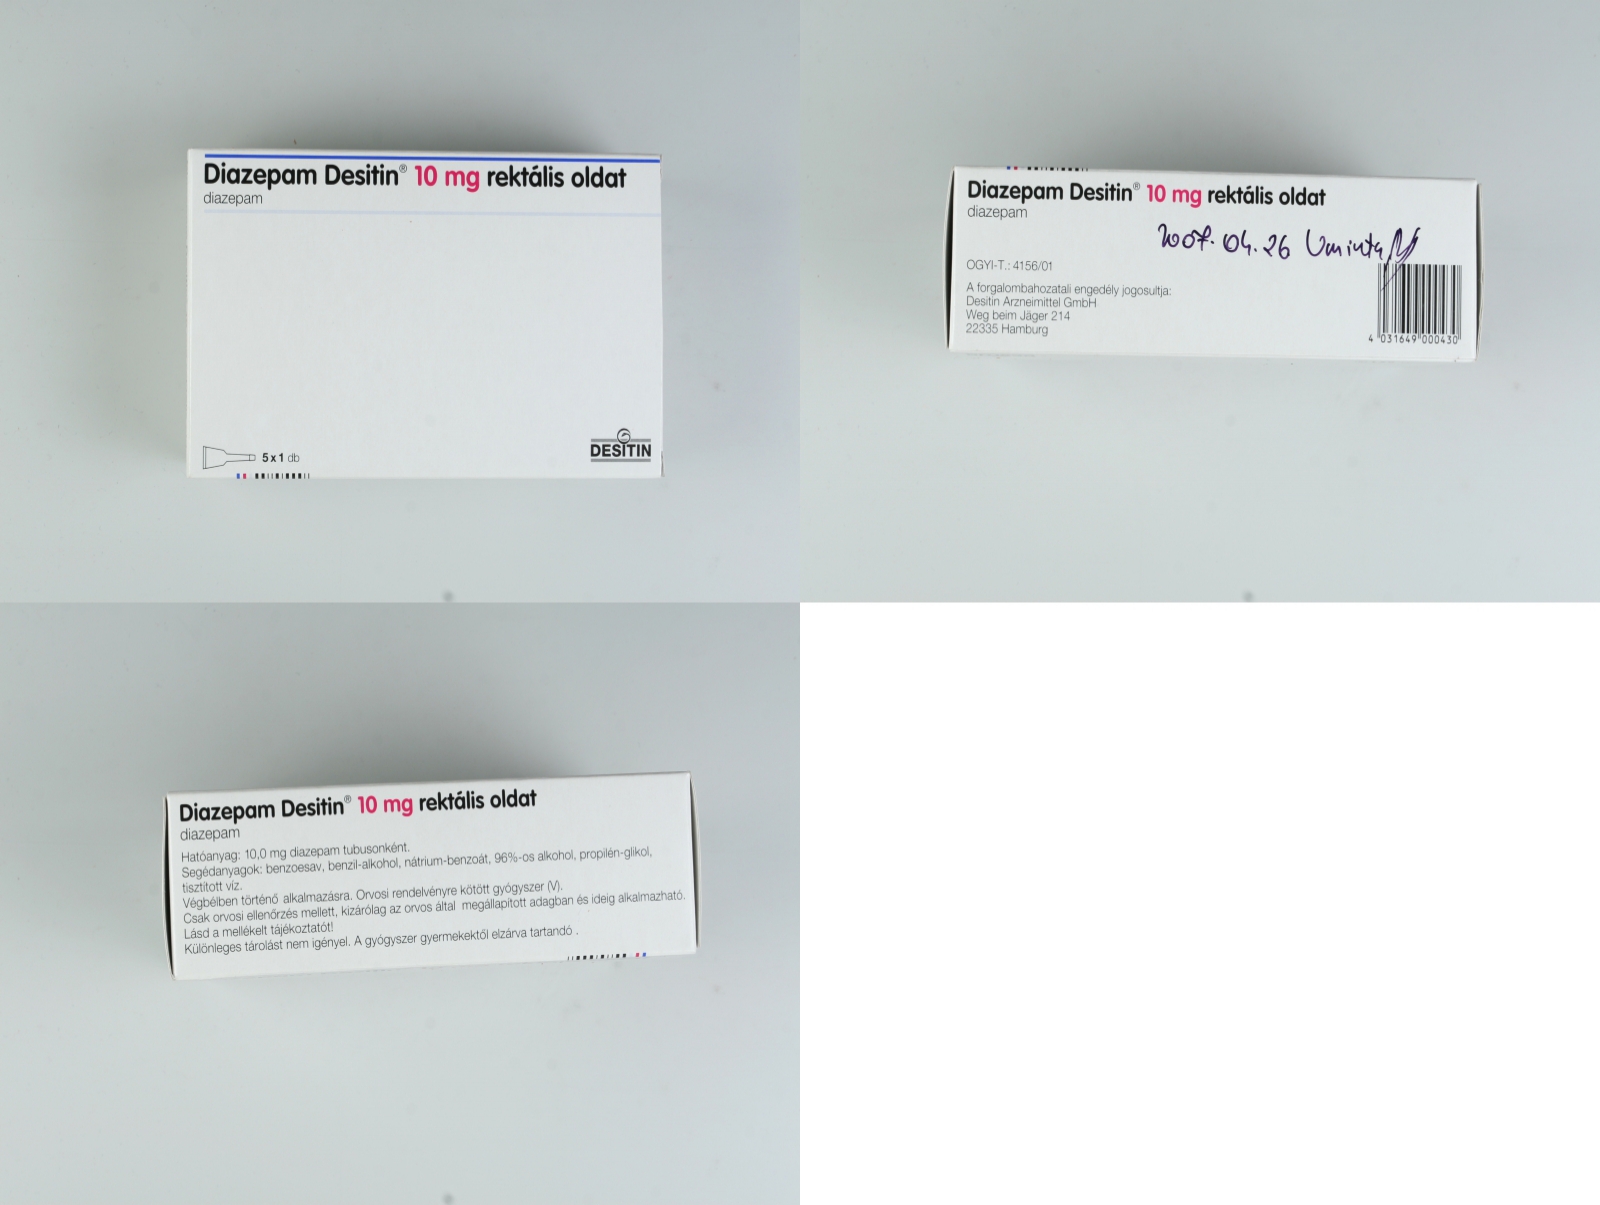 Diazepam Desitin® 10 mg rektális oldat
diazepam
5 x 1 db
DESITIN
Diazepam Desitin® 10 mg rektális oldat
diazepam
2007. 04. 26
OGYI-T.: 4156/01
A forgalombahozatali engedély jogosultja:
Desitin Arzneimittel GmbH
Weg beim Jäger 214
22335 Hamburg
4 031649 000430
Diazepam Desitin® 10 mg rektális oldat
diazepam
Hatóanyag: 10,0 mg diazepam tubusonként.
Segédanyagok: benzoesav, benzil-alkohol, nátrium-benzoát, 96%-os alkohol, propilén-glikol,
tisztított víz.
Végbélben történő alkalmazásra. Orvosi rendelvényre kötött gyógyszer (V).
Csak orvosi ellenőrzés mellett, kizárólag az orvos által megállapított adagban és ideig alkalmazható.
Lásd a mellékelt tájékoztatót!
Különleges tárolást nem igényel. A gyógyszer gyermekektől elzárva tartandó .